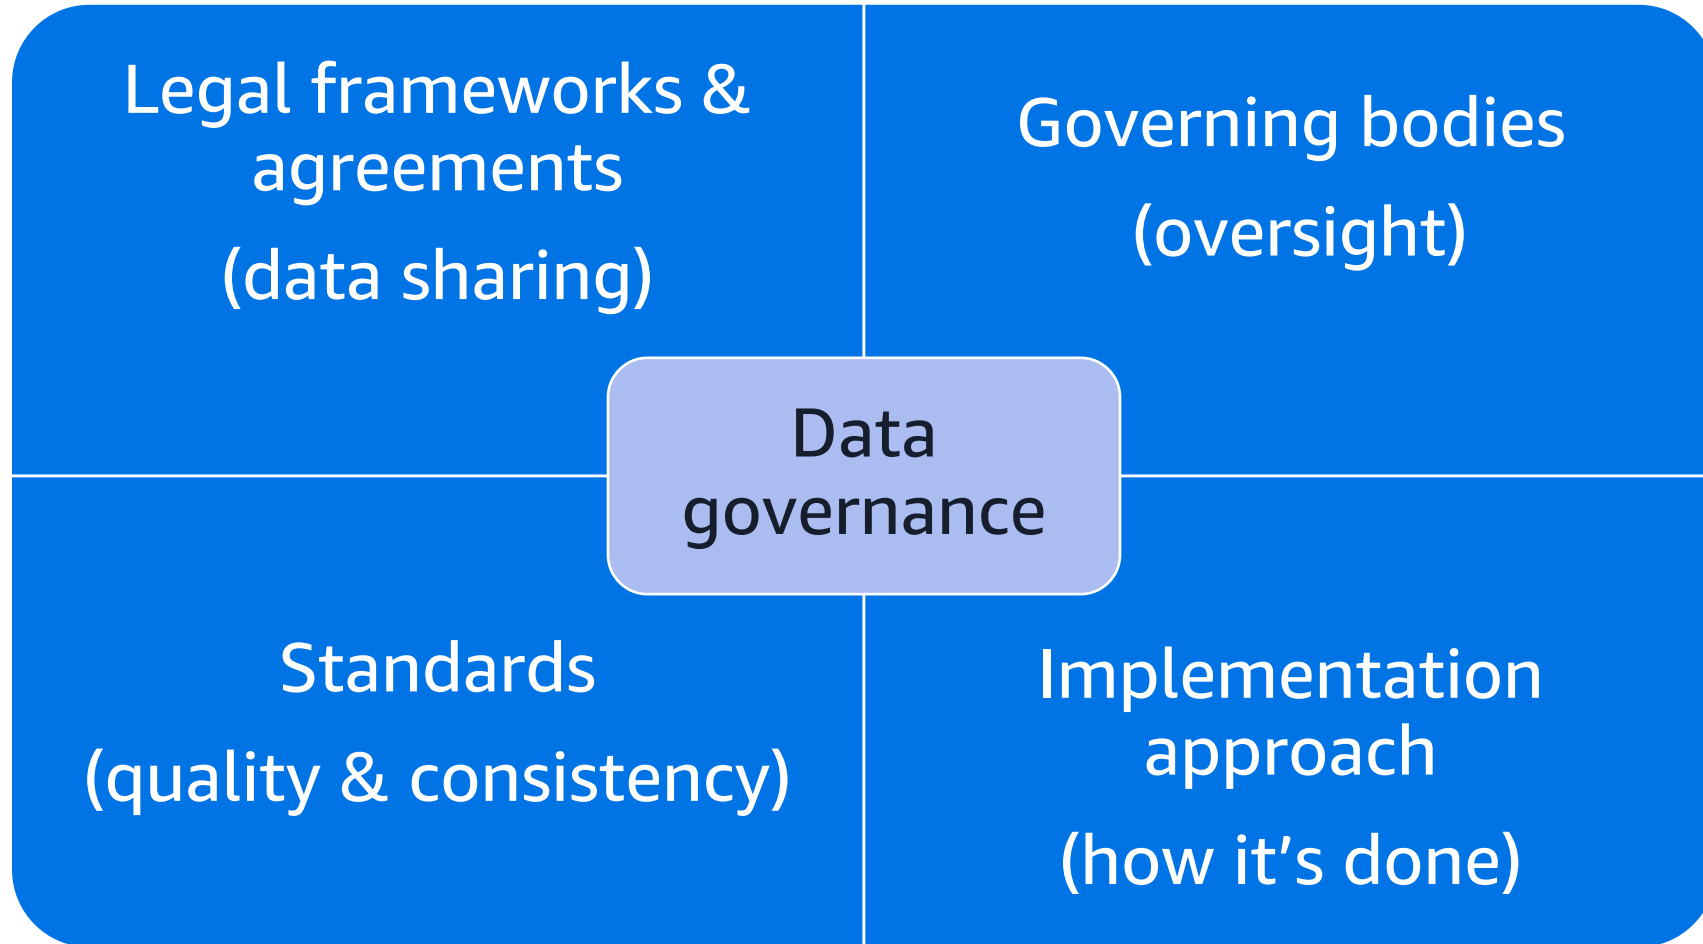 Legal frameworks &
agreements
(data sharing)
Governing bodies
(oversight)
Data
governance
Standards
(quality & consistency)
Implementation
approach
(how it’s done)